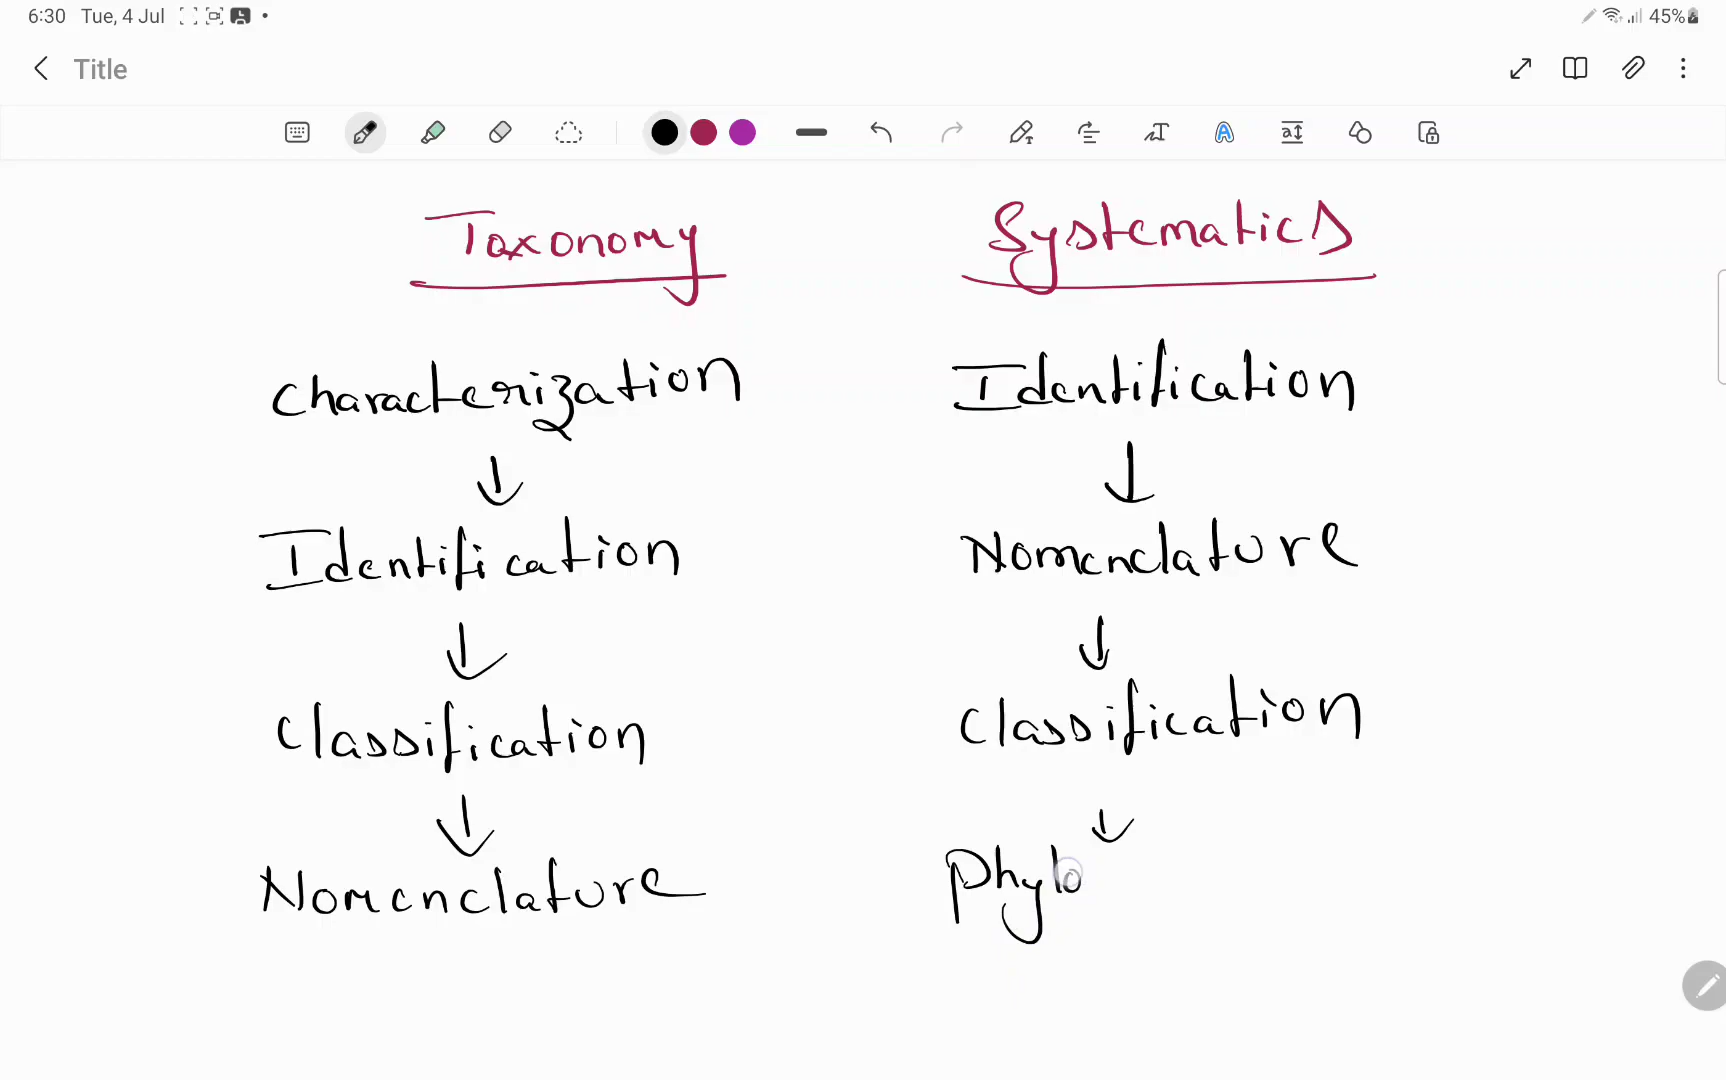 6:30 Tue, 4 Jul 45%
Title
Taxonomy Systematics
Characterization Identification
Identification Nomenclature
Classification Classification
Nomenclature Phylo